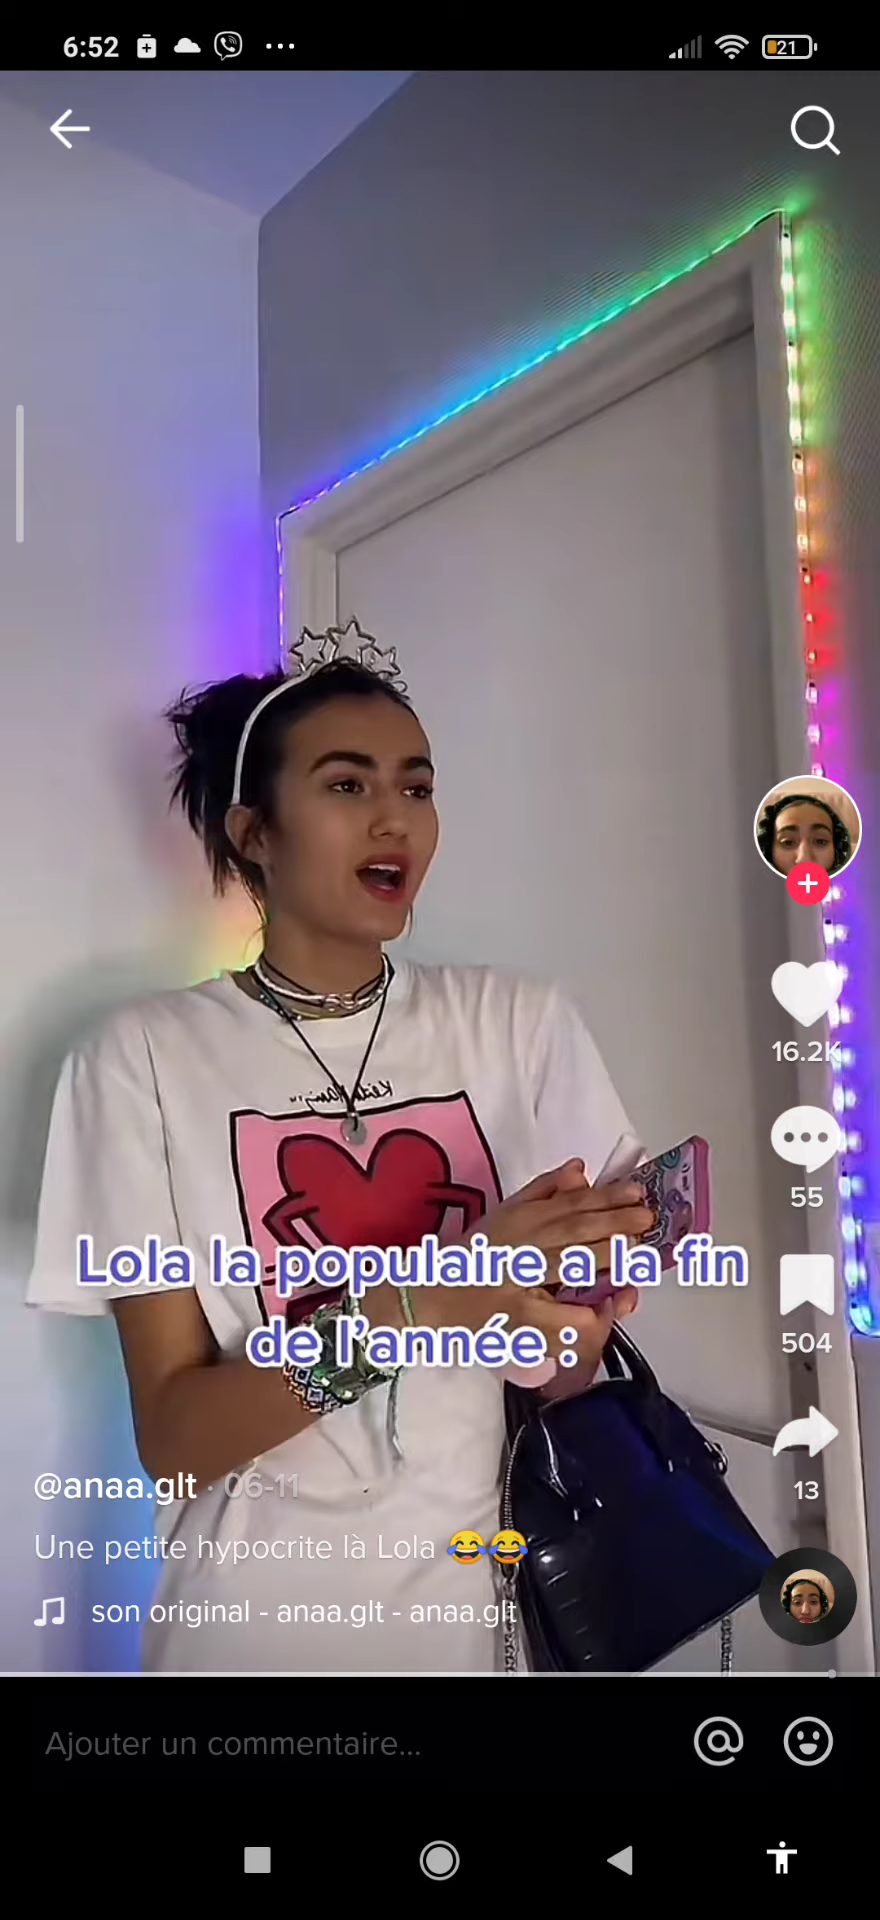 6:52
21
16.2K
55
Lola la populaire a la fin
de l'année :
504
@anaa.glt · 06-11
13
Une petite hypocrite là Lola 😂😂
son original - anaa.glt - anaa.glt
Ajouter un commentaire...